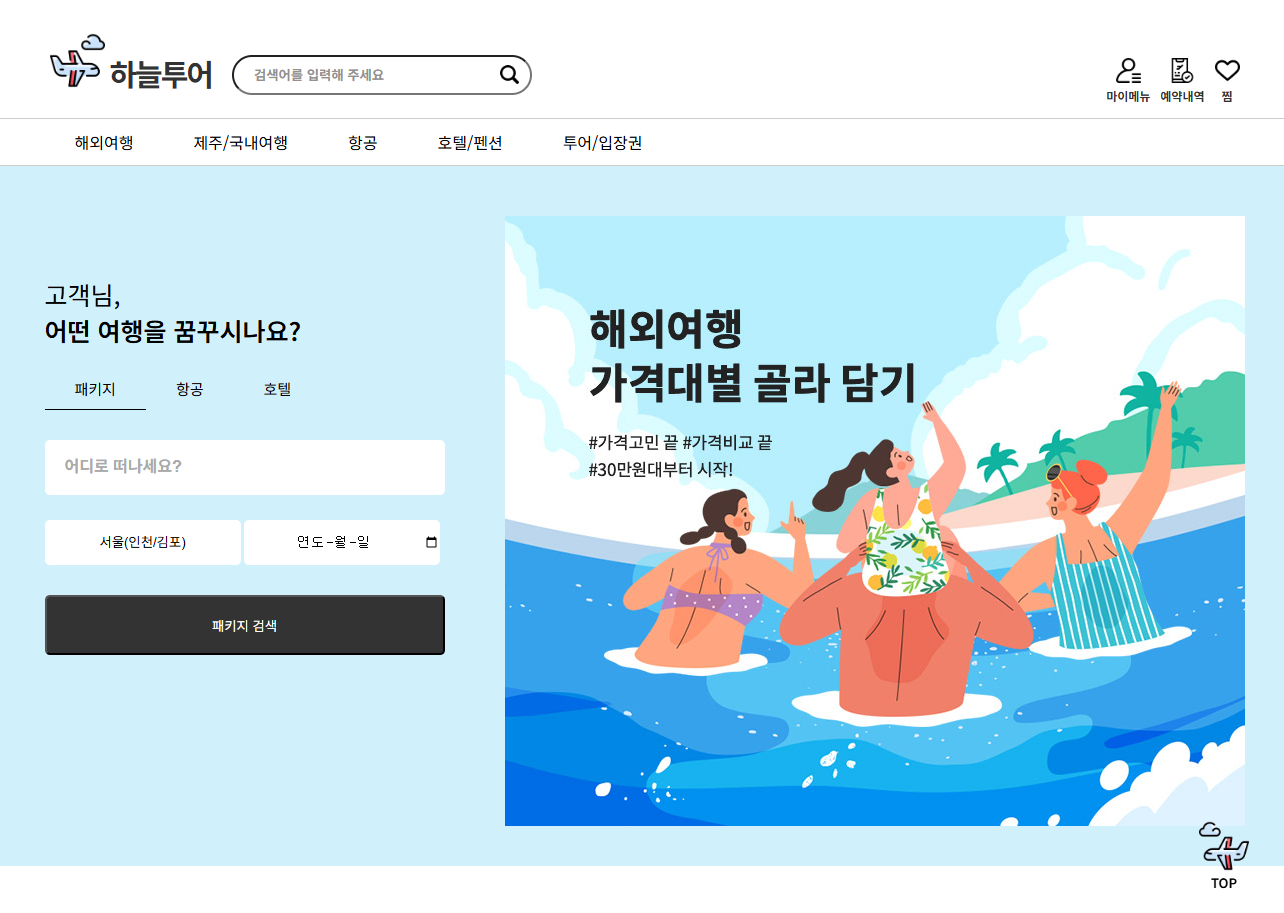 하늘투어
검색어를 입력해 주세요
마이메뉴 예약내역 찜
해외여행 제주/국내여행 항공 호텔/펜션 투어/입장권
고객님,
어떤 여행을 꿈꾸시나요?
패키지 항공 호텔
어디로 떠나세요?
서울(인천/김포) 연도-월-일
패키지 검색
해외여행
가격대별 골라 담기
#가격고민 끝 #가격비교 끝
#30만원대부터 시작!
TOP